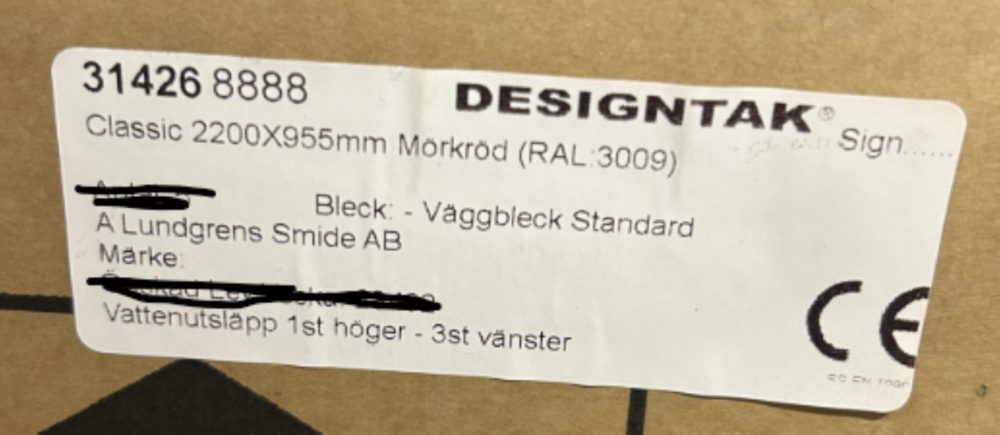 31426 8888
DESIGNTAK®
Sign......
Classic 2200X955mm Mörkröd (RAL:3009)
Bleck: - Väggbleck Standard
A Lundgrens Smide AB
Märke:
Vattenutsläpp 1st höger - 3st vänster
CE